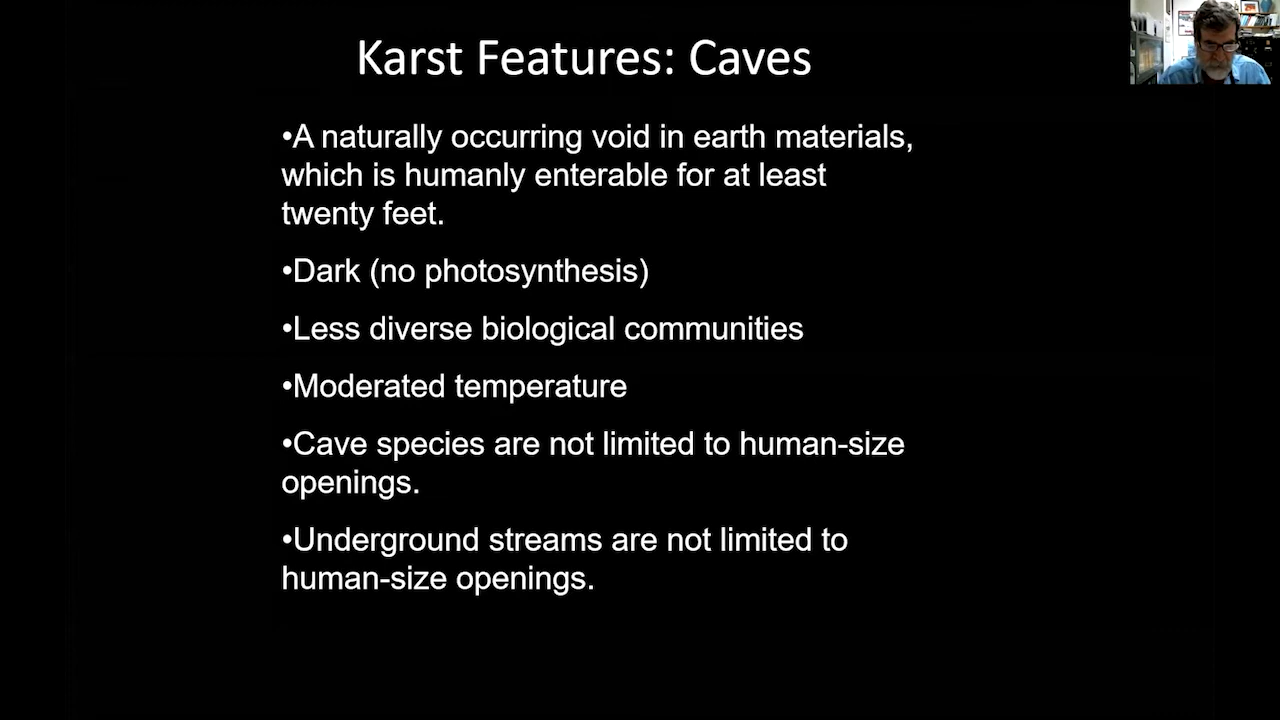 Karst Features: Caves
•A naturally occurring void in earth materials,
which is humanly enterable for at least
twenty feet.
•Dark (no photosynthesis)
•Less diverse biological communities
•Moderated temperature
•Cave species are not limited to human-size
openings.
•Underground streams are not limited to
human-size openings.